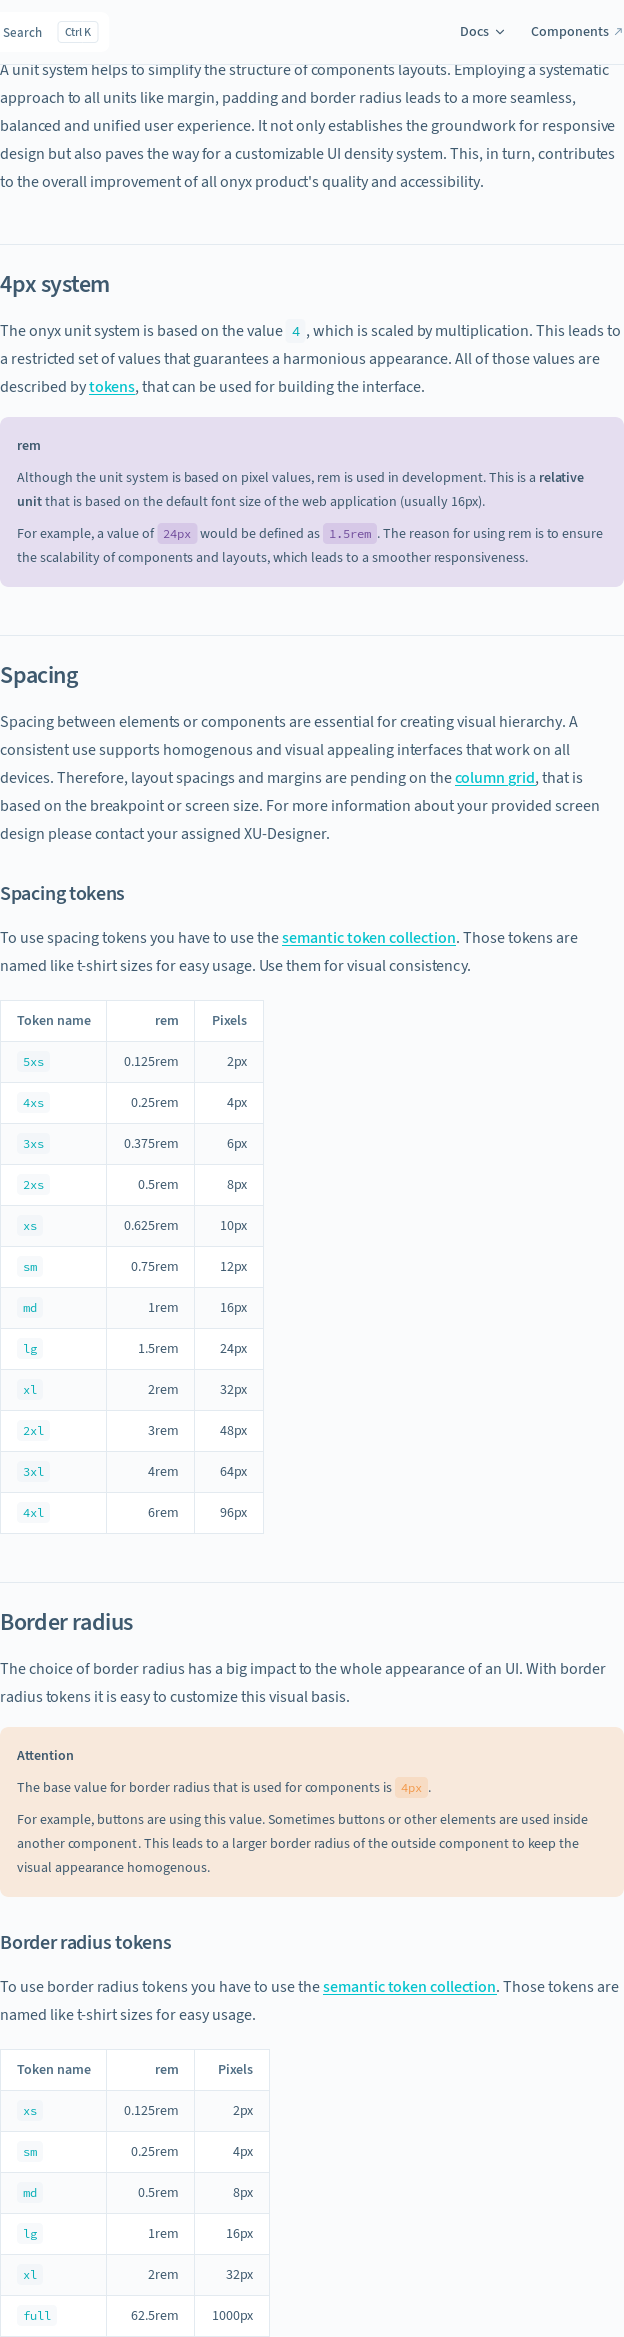 Search Ctrl K Docs Components ↗
A unit system helps to simplify the structure of components layouts. Employing a systematic
approach to all units like margin, padding and border radius leads to a more seamless,
balanced and unified user experience. It not only establishes the groundwork for responsive
design but also paves the way for a customizable UI density system. This, in turn, contributes
to the overall improvement of all onyx product's quality and accessibility.
4px system
The onyx unit system is based on the value 4, which is scaled by multiplication. This leads to
a restricted set of values that guarantees a harmonious appearance. All of those values are
described by tokens, that can be used for building the interface.
rem
Although the unit system is based on pixel values, rem is used in development. This is a relative
unit that is based on the default font size of the web application (usually 16px).
For example, a value of 24px would be defined as 1.5rem. The reason for using rem is to ensure
the scalability of components and layouts, which leads to a smoother responsiveness.
Spacing
Spacing between elements or components are essential for creating visual hierarchy. A
consistent use supports homogenous and visual appealing interfaces that work on all
devices. Therefore, layout spacings and margins are pending on the column grid, that is
based on the breakpoint or screen size. For more information about your provided screen
design please contact your assigned XU-Designer.
Spacing tokens
To use spacing tokens you have to use the semantic token collection. Those tokens are
named like t-shirt sizes for easy usage. Use them for visual consistency.
Token name rem Pixels
5xs 0.125rem 2px
4xs 0.25rem 4px
3xs 0.375rem 6px
2xs 0.5rem 8px
xs 0.625rem 10px
sm 0.75rem 12px
md 1rem 16px
lg 1.5rem 24px
xl 2rem 32px
2xl 3rem 48px
3xl 4rem 64px
4xl 6rem 96px
Border radius
The choice of border radius has a big impact to the whole appearance of an UI. With border
radius tokens it is easy to customize this visual basis.
Attention
The base value for border radius that is used for components is 4px.
For example, buttons are using this value. Sometimes buttons or other elements are used inside
another component. This leads to a larger border radius of the outside component to keep the
visual appearance homogenous.
Border radius tokens
To use border radius tokens you have to use the semantic token collection. Those tokens are
named like t-shirt sizes for easy usage.
Token name rem Pixels
xs 0.125rem 2px
sm 0.25rem 4px
md 0.5rem 8px
lg 1rem 16px
xl 2rem 32px
full 62.5rem 1000px